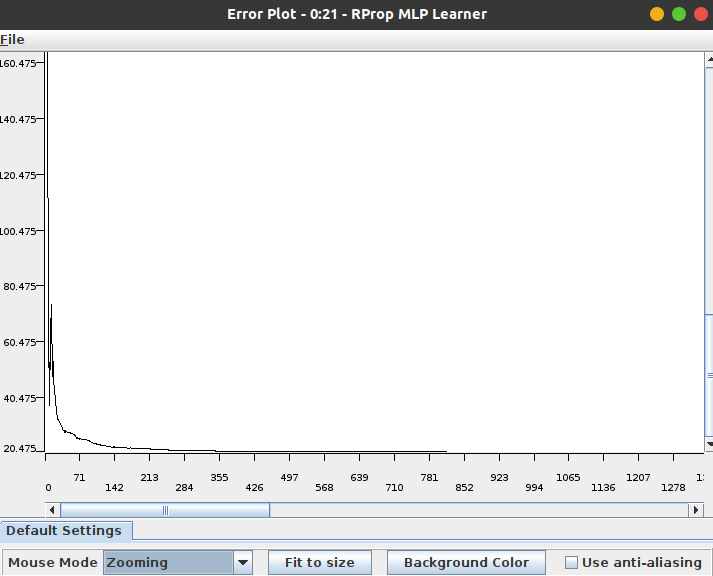 Error Plot - 0:21 - RProp MLP Learner
File
160.475
140.475
120.475
100.475
80.475
60.475
40.475
20.475
71 213 355 497 639 781 923 1065 1207
0 142 284 426 568 710 852 994 1136 1278
Default Settings
Mouse Mode Zooming Fit to size Background Color Use anti-aliasing